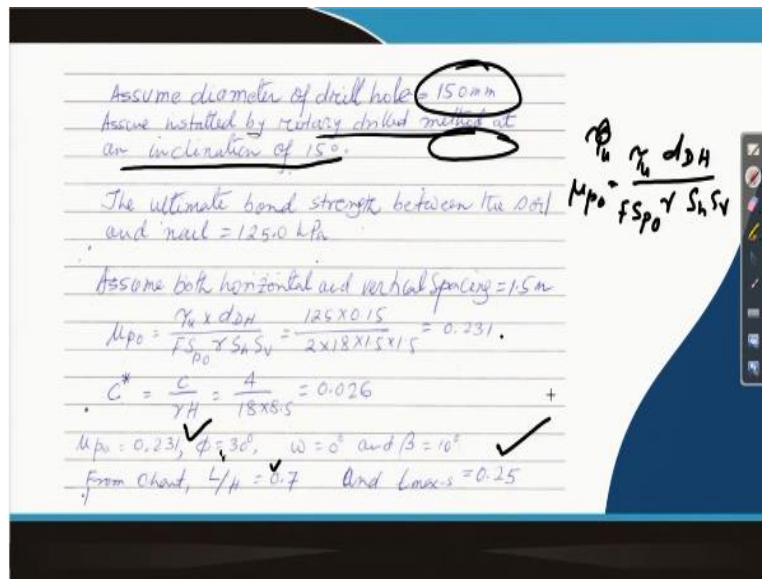 Assume diameter of drill hole = 150mm
Assume installed by rotary drilled method at
an inclination of 15°.
The ultimate bond strength between the soil
and nail = 125.0 kPa
Assume both horizontal and vertical spacing = 1.5m
μpo = τu × dDH / FSpo γ Sh Sv = 125×0.15 / 2×18×1.5×1.5 = 0.231.
C* = c / γH = 4 / 18×8.5 = 0.026
μpo = 0.231, φ = 30°, ω = 0° and β = 10°
From Chart, L/H = 0.7 And Lmax-s = 0.25
μpo = τu dDH / FSpo γ Sh Sv